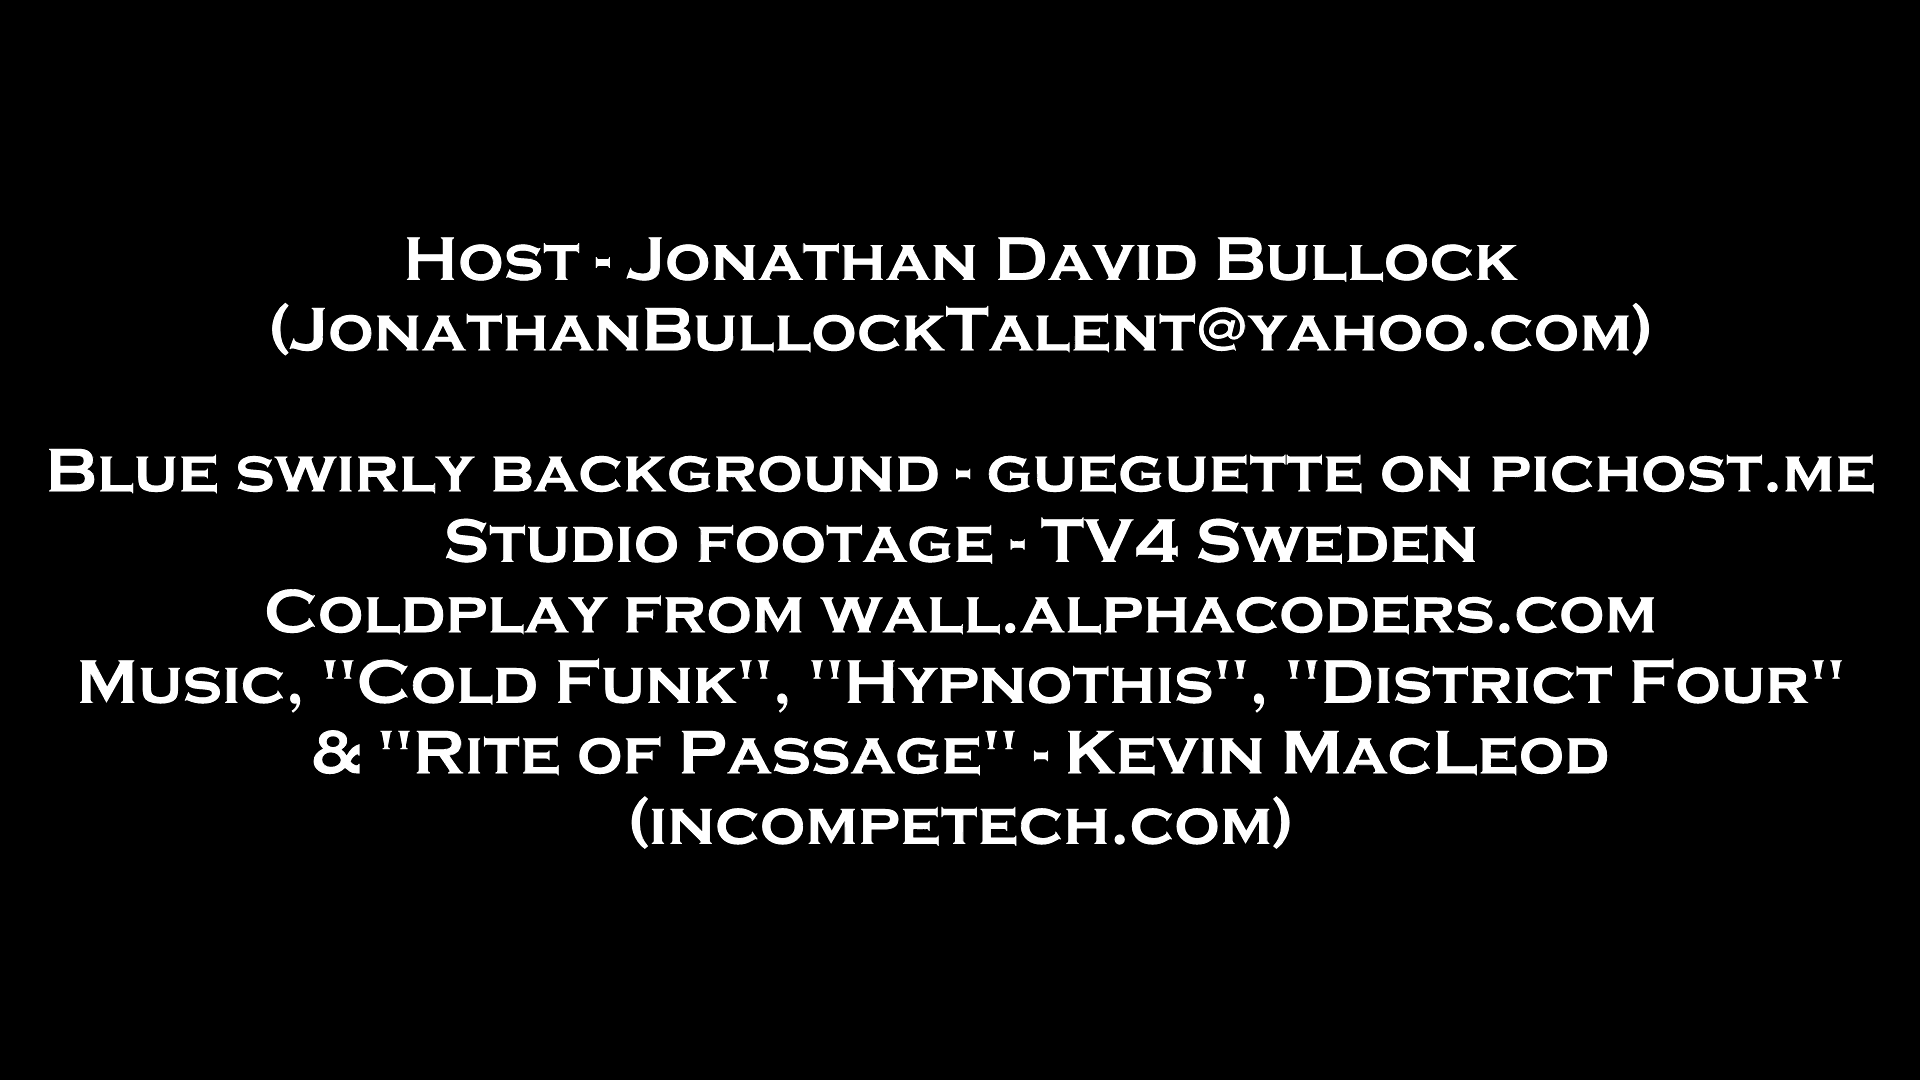 Host - Jonathan David Bullock
(JonathanBullockTalent@yahoo.com)
Blue swirly background - gueguette on pichost.me
Studio footage - TV4 Sweden
Coldplay from wall.alphacoders.com
Music, "Cold Funk", "Hypnothis", "District Four"
& "Rite of Passage" - Kevin MacLeod
(incompetech.com)